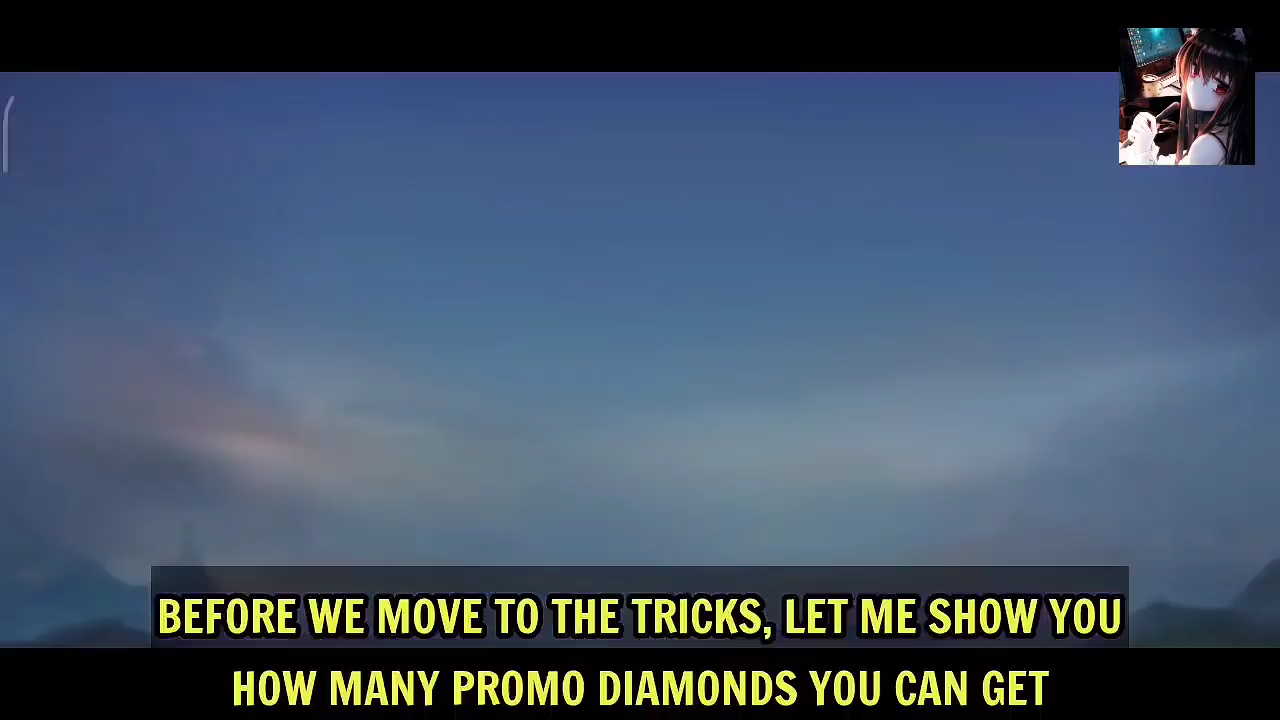 BEFORE WE MOVE TO THE TRICKS, LET ME SHOW YOU
HOW MANY PROMO DIAMONDS YOU CAN GET